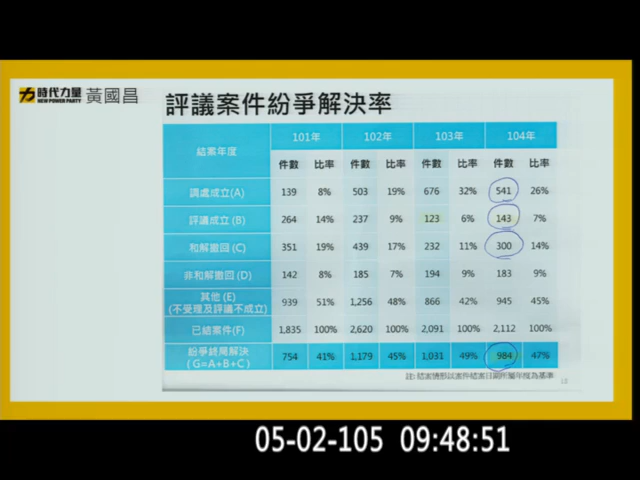 力 時代力量 黃國昌
NEW POWER PARTY
評議案件紛爭解決率
結案年度 101年 102年 103年 104年
件數 比率 件數 比率 件數 比率 件數 比率
調處成立(A) 139 8% 503 19% 676 32% 541 26%
評議成立(B) 264 14% 237 9% 123 6% 143 7%
和解撤回(C) 351 19% 439 17% 232 11% 300 14%
非和解撤回(D) 142 8% 185 7% 194 9% 183 9%
其他(E)
(不受理及評議不成立) 939 51% 1,256 48% 866 42% 945 45%
已結案件(F) 1,835 100% 2,620 100% 2,091 100% 2,112 100%
紛爭終局解決
(G=A+B+C) 754 41% 1,179 45% 1,031 49% 984 47%
註: 結案情形以案件結案日期所屬年度為基準
18
05-02-105 09:48:51